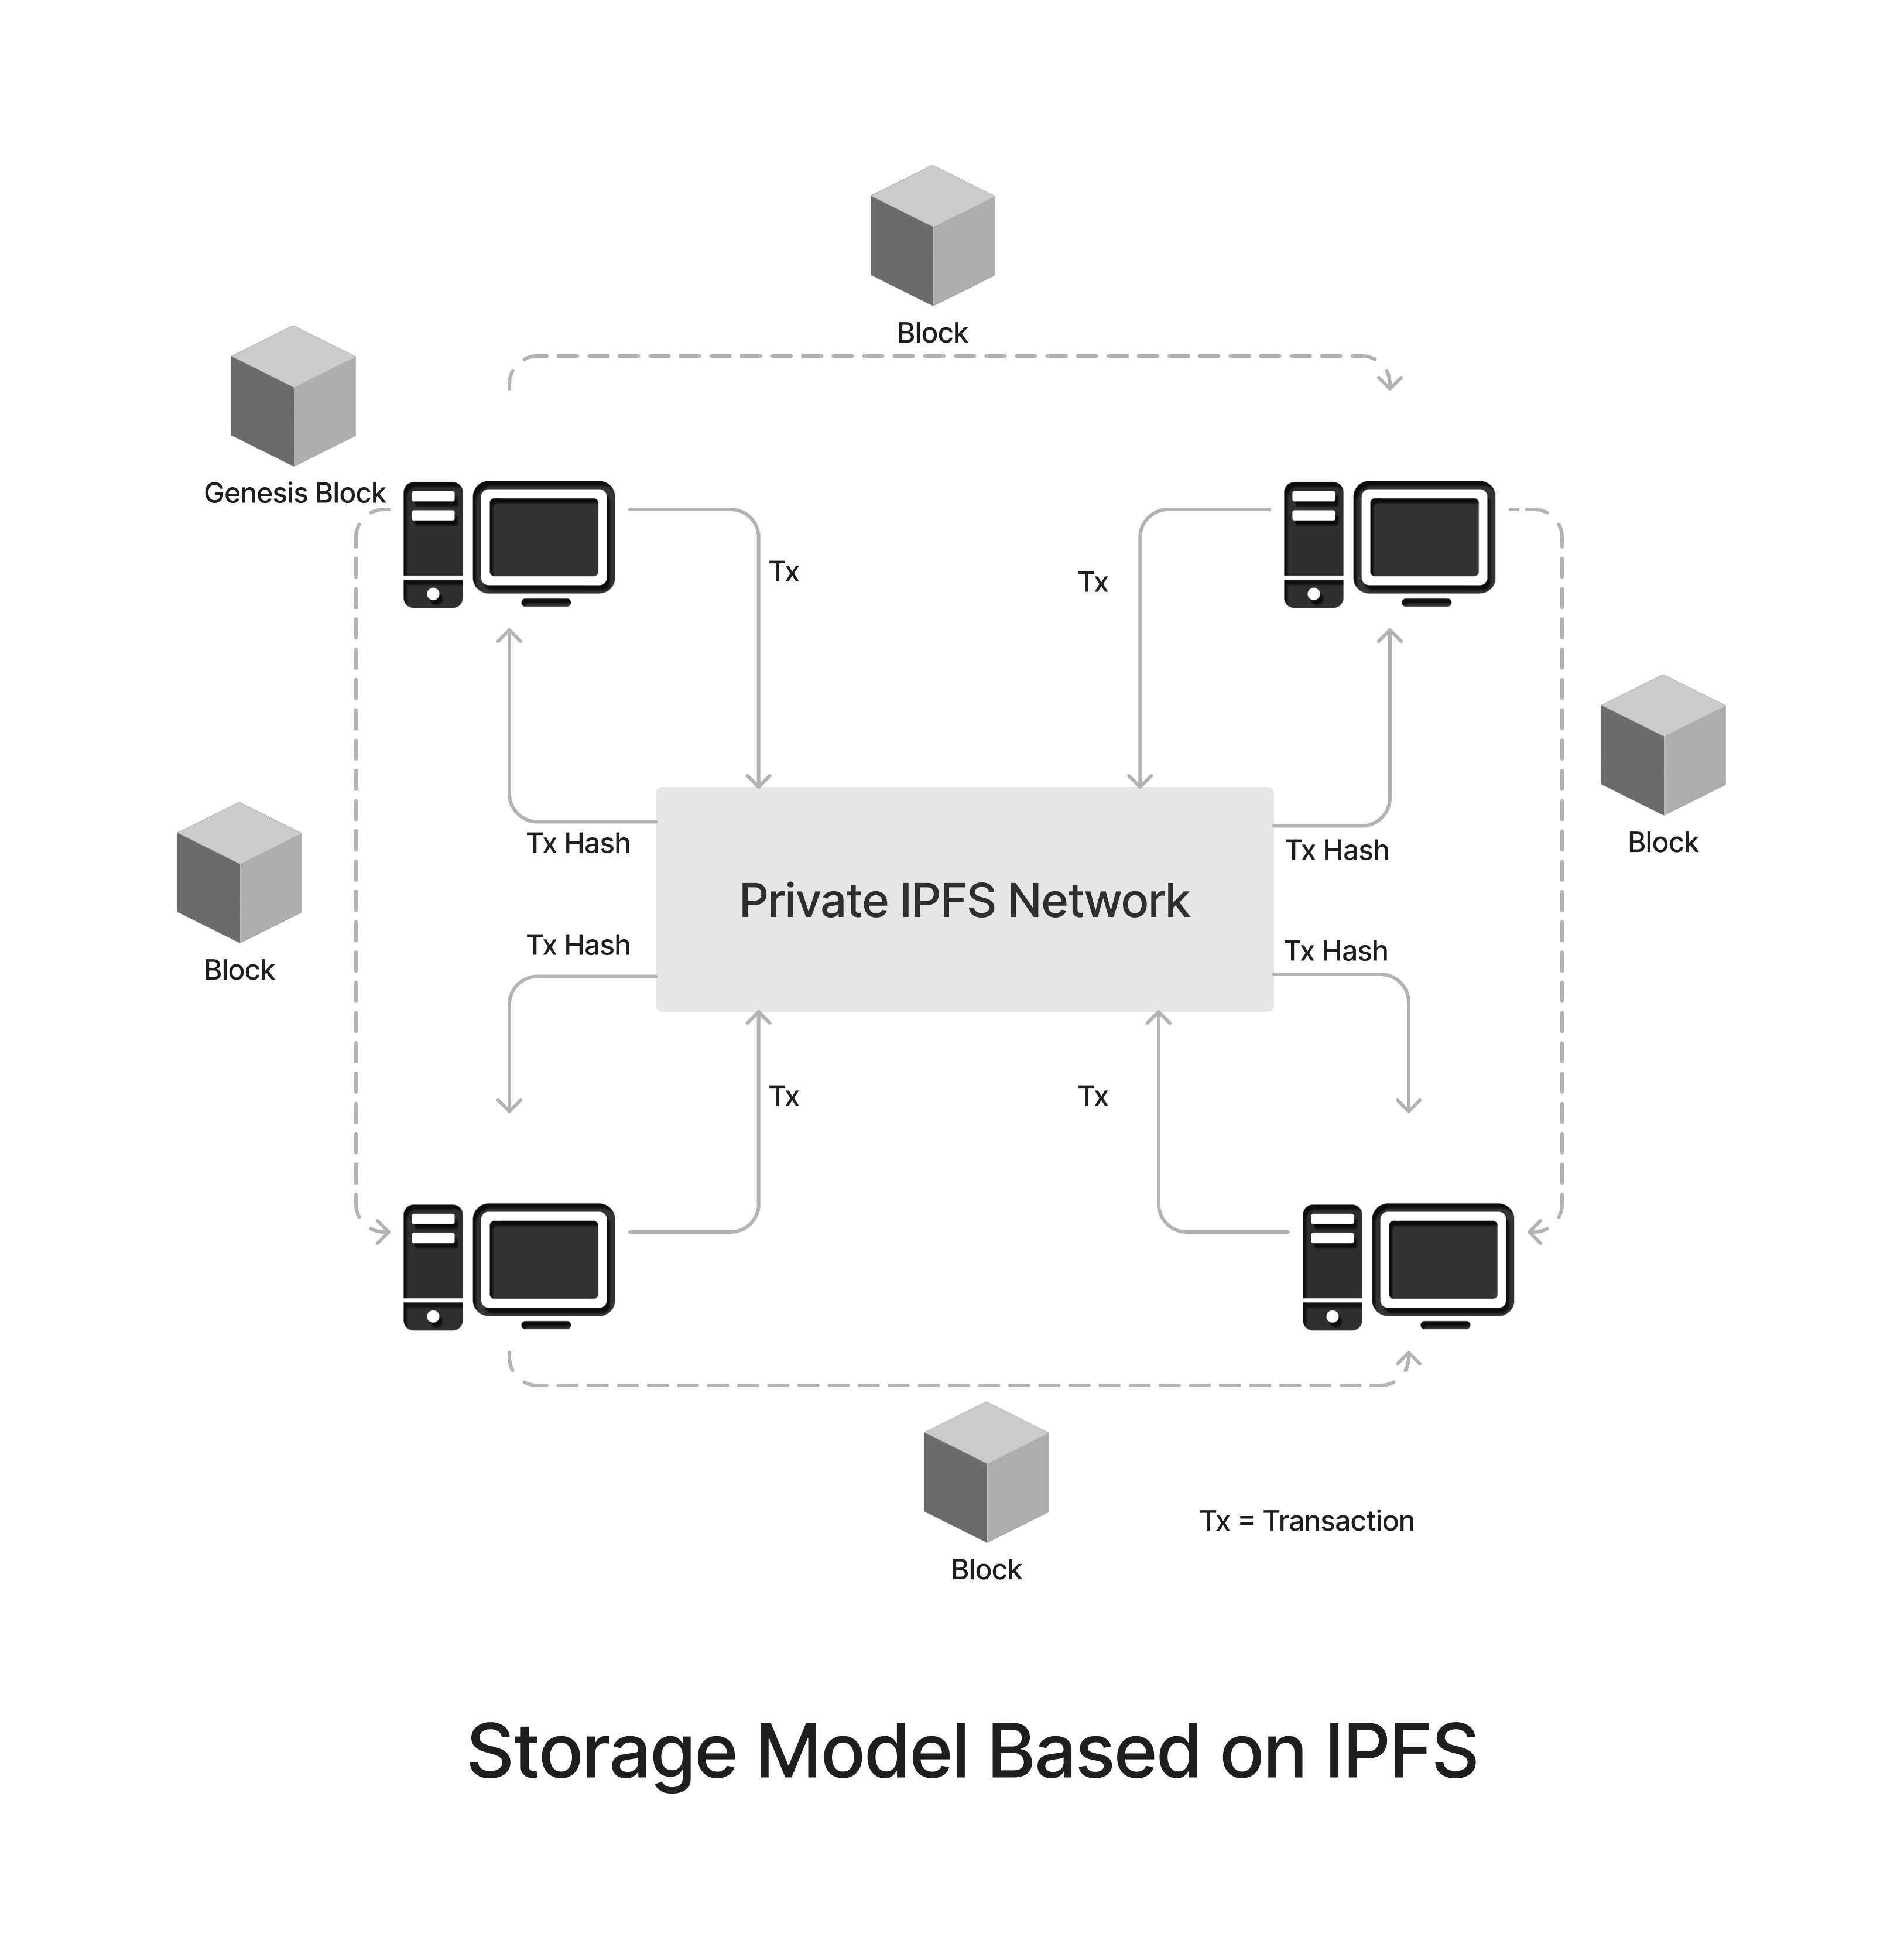 Block
Genesis Block
Tx
Tx
Tx Hash
Tx Hash
Block
Private IPFS Network
Tx Hash
Tx Hash
Block
Tx
Tx
Tx = Transaction
Block
Storage Model Based on IPFS